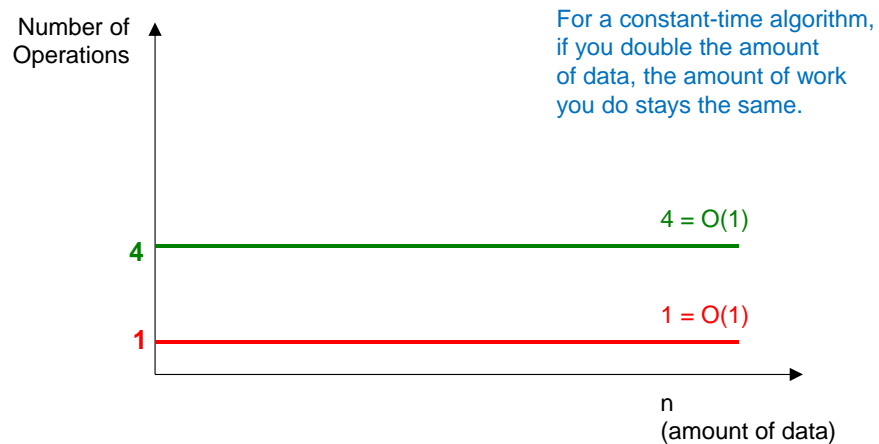 Number of
Operations
For a constant-time algorithm,
if you double the amount
of data, the amount of work
you do stays the same.
4 = O(1)
4
1 = O(1)
1
n
(amount of data)